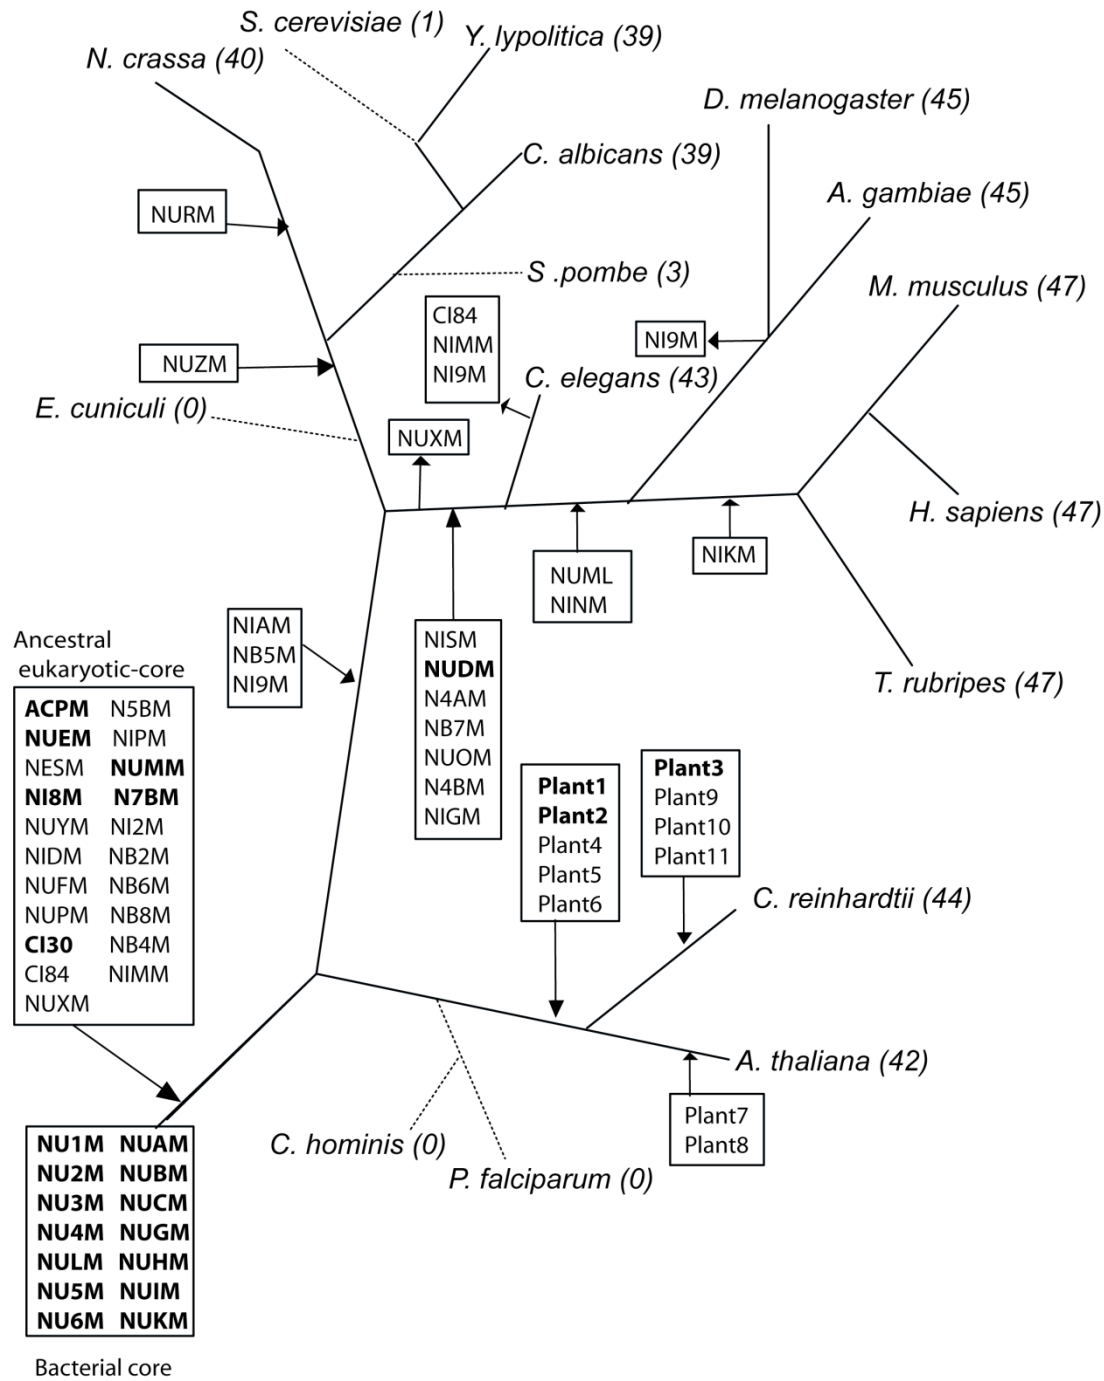 S. cerevisiae (1)
Y. lypolitica (39)
N. crassa (40)
D. melanogaster (45)
C. albicans (39)
A. gambiae (45)
NURM
S .pombe (3)
M. musculus (47)
CI84
NIMM
NI9M
NI9M
NUZM
C. elegans (43)
E. cuniculi (0)
NUXM
H. sapiens (47)
NIKM
NUML
NINM
NIAM
NB5M
NI9M
NISM
NUDM
N4AM
NB7M
NUOM
N4BM
NIGM
T. rubripes (47)
Ancestral
eukaryotic-core
ACPM N5BM
NUEM NIPM
NESM NUMM
NI8M N7BM
NUYM NI2M
NIDM NB2M
NUFM NB6M
NUPM NB8M
CI30 NB4M
CI84 NIMM
NUXM
Plant1
Plant2
Plant4
Plant5
Plant6
Plant3
Plant9
Plant10
Plant11
C. reinhardtii (44)
A. thaliana (42)
Plant7
Plant8
C. hominis (0)
P. falciparum (0)
NU1M NUAM
NU2M NUBM
NU3M NUCM
NU4M NUGM
NULM NUHM
NU5M NUIM
NU6M NUKM
Bacterial core